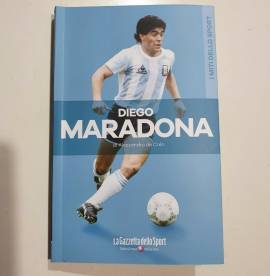 I MITI DELLO SPORT
DIEGO
MARADONA
di Alessandro de Calò
La Gazzetta dello Sport